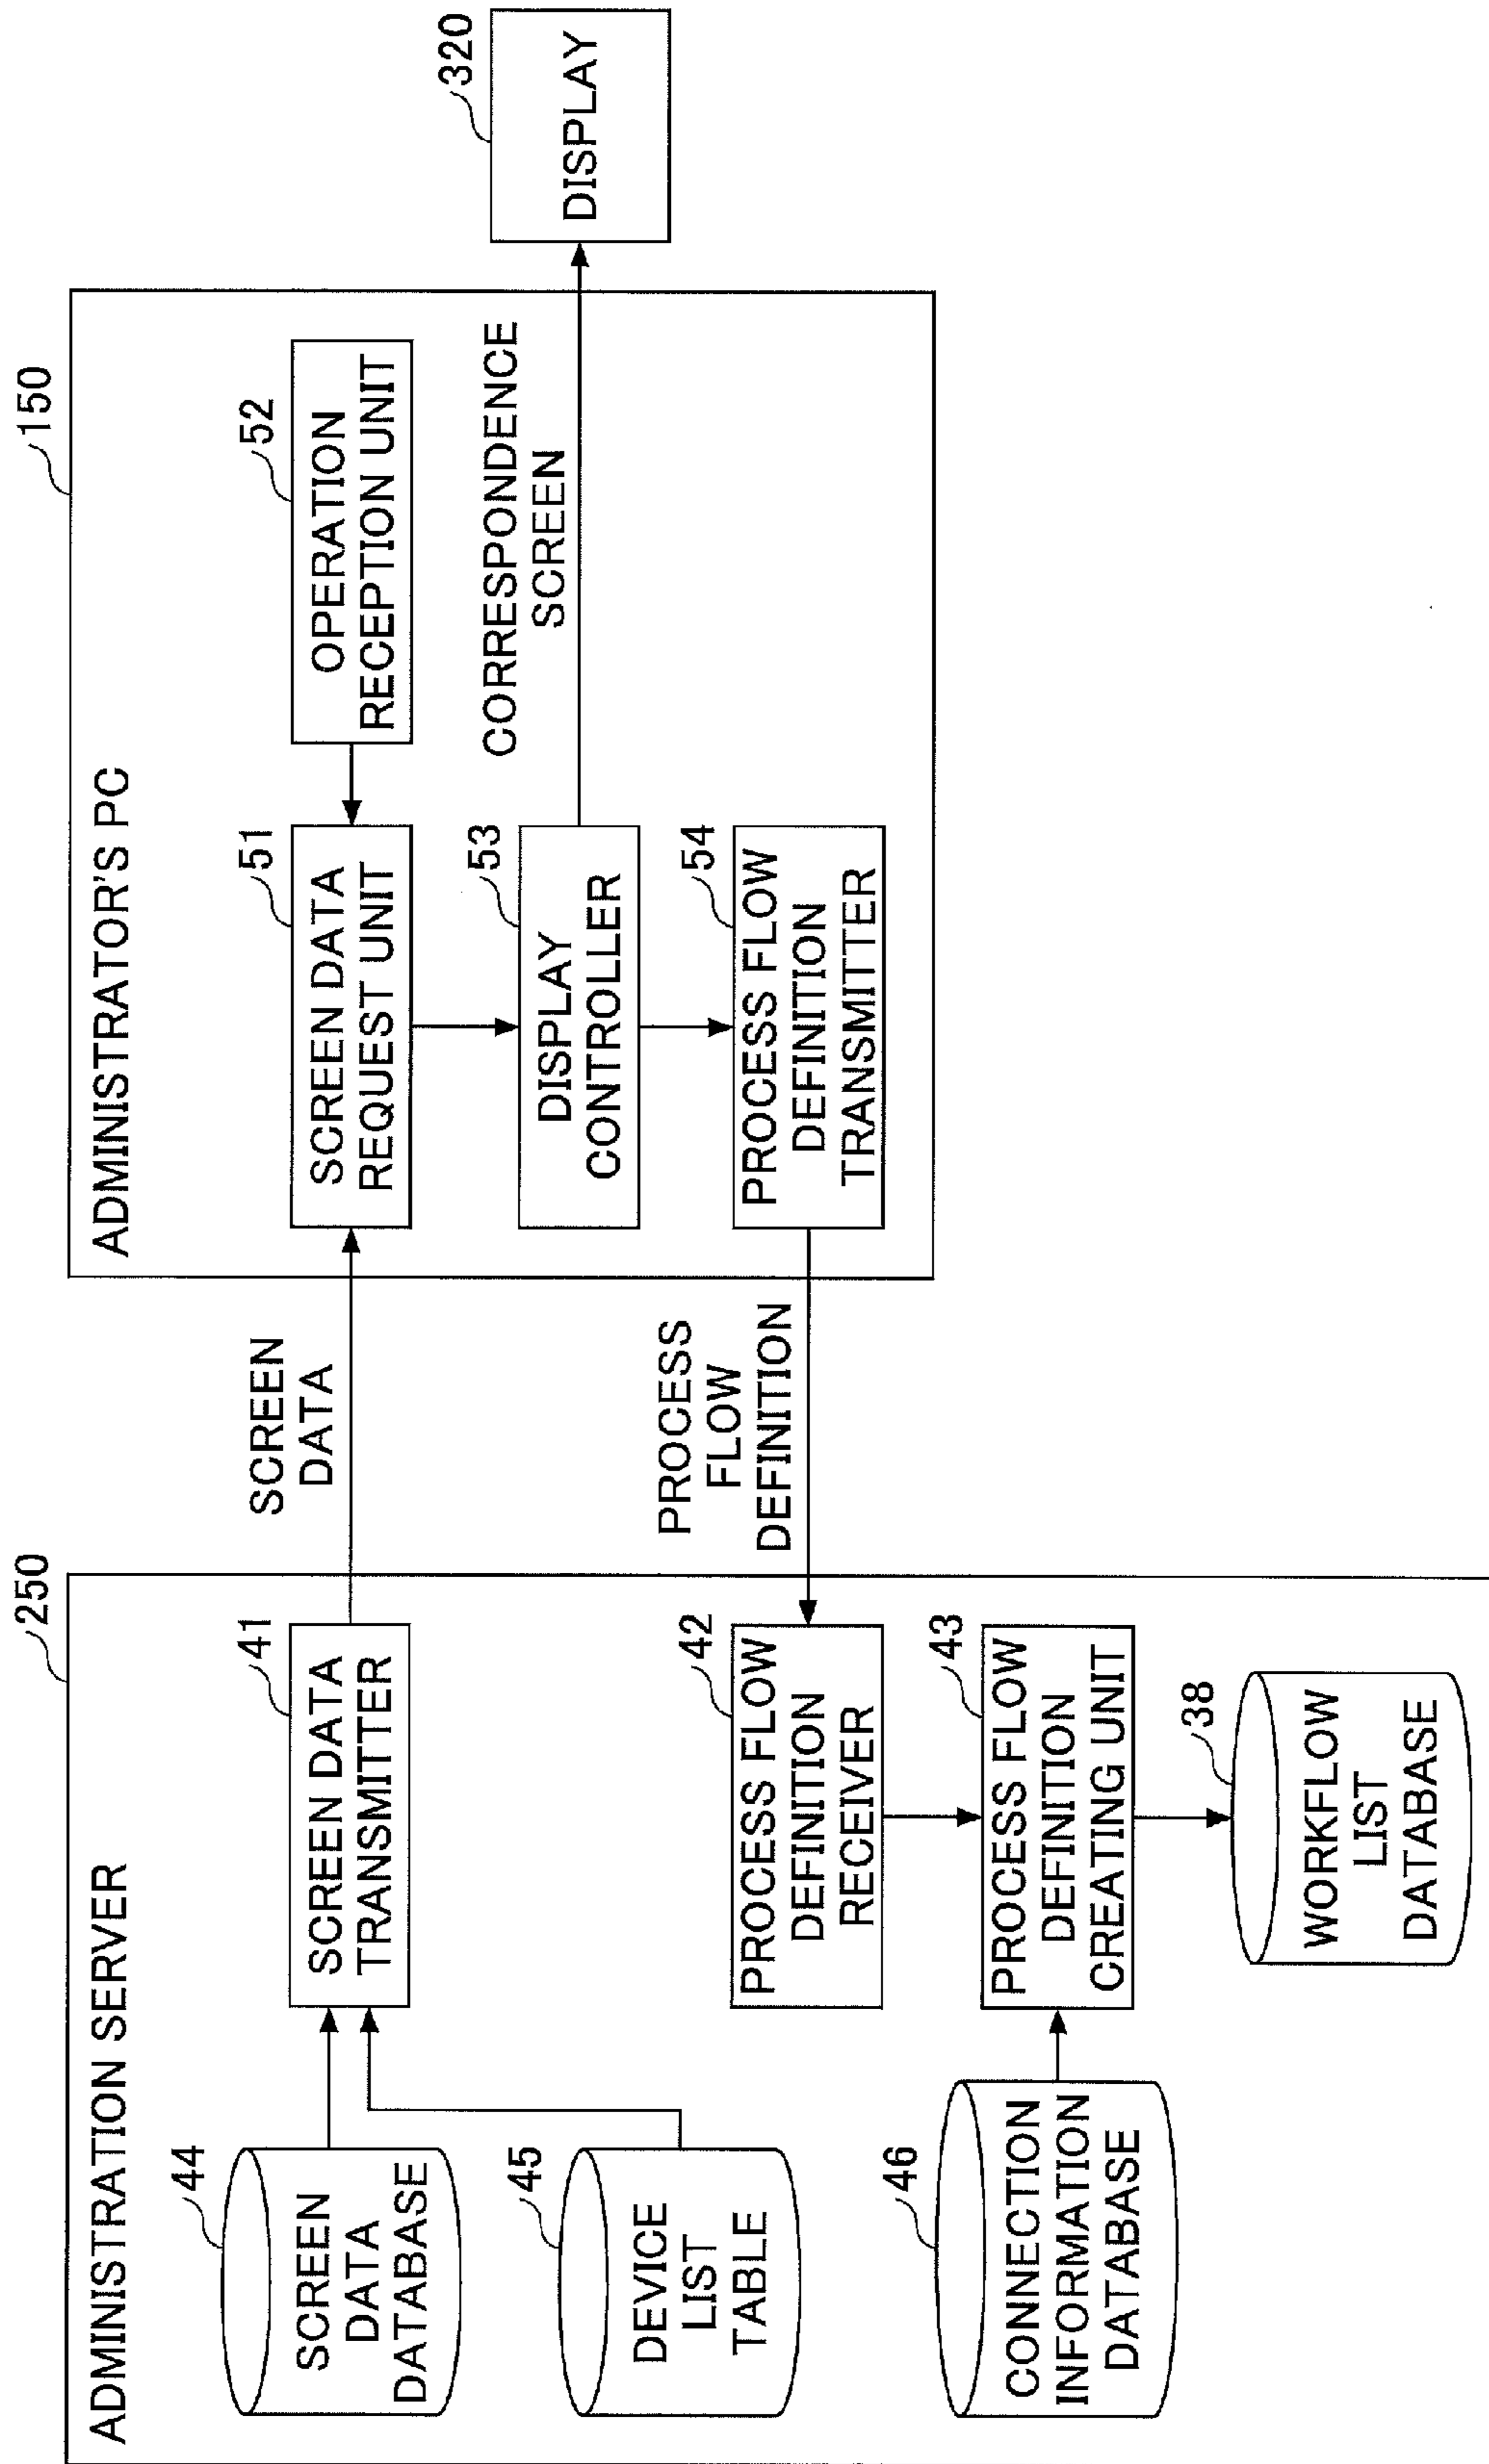 ADMINISTRATION SERVER
250
44
SCREEN
DATA
DATABASE
45
DEVICE
LIST
TABLE
46
CONNECTION
INFORMATION
DATABASE
41
SCREEN DATA
TRANSMITTER
42
PROCESS FLOW
DEFINITION
RECEIVER
43
PROCESS FLOW
DEFINITION
CREATING UNIT
38
WORKFLOW
LIST
DATABASE
SCREEN
DATA
PROCESS
FLOW
DEFINITION
ADMINISTRATOR'S PC
150
51
SCREEN DATA
REQUEST UNIT
52
OPERATION
RECEPTION UNIT
53
DISPLAY
CONTROLLER
54
PROCESS FLOW
DEFINITION
TRANSMITTER
CORRESPONDENCE
SCREEN
320
DISPLAY